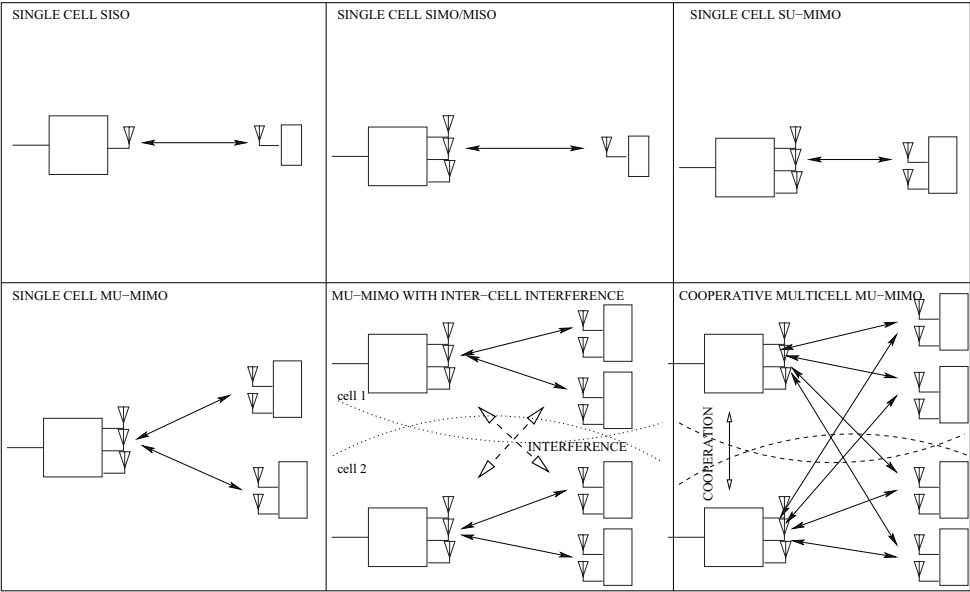 SINGLE CELL SISO
SINGLE CELL SIMO/MISO
SINGLE CELL SU−MIMO
SINGLE CELL MU−MIMO
MU−MIMO WITH INTER−CELL INTERFERENCE
cell 1
INTERFERENCE
cell 2
COOPERATIVE MULTICELL MU−MIMO
COOPERATION